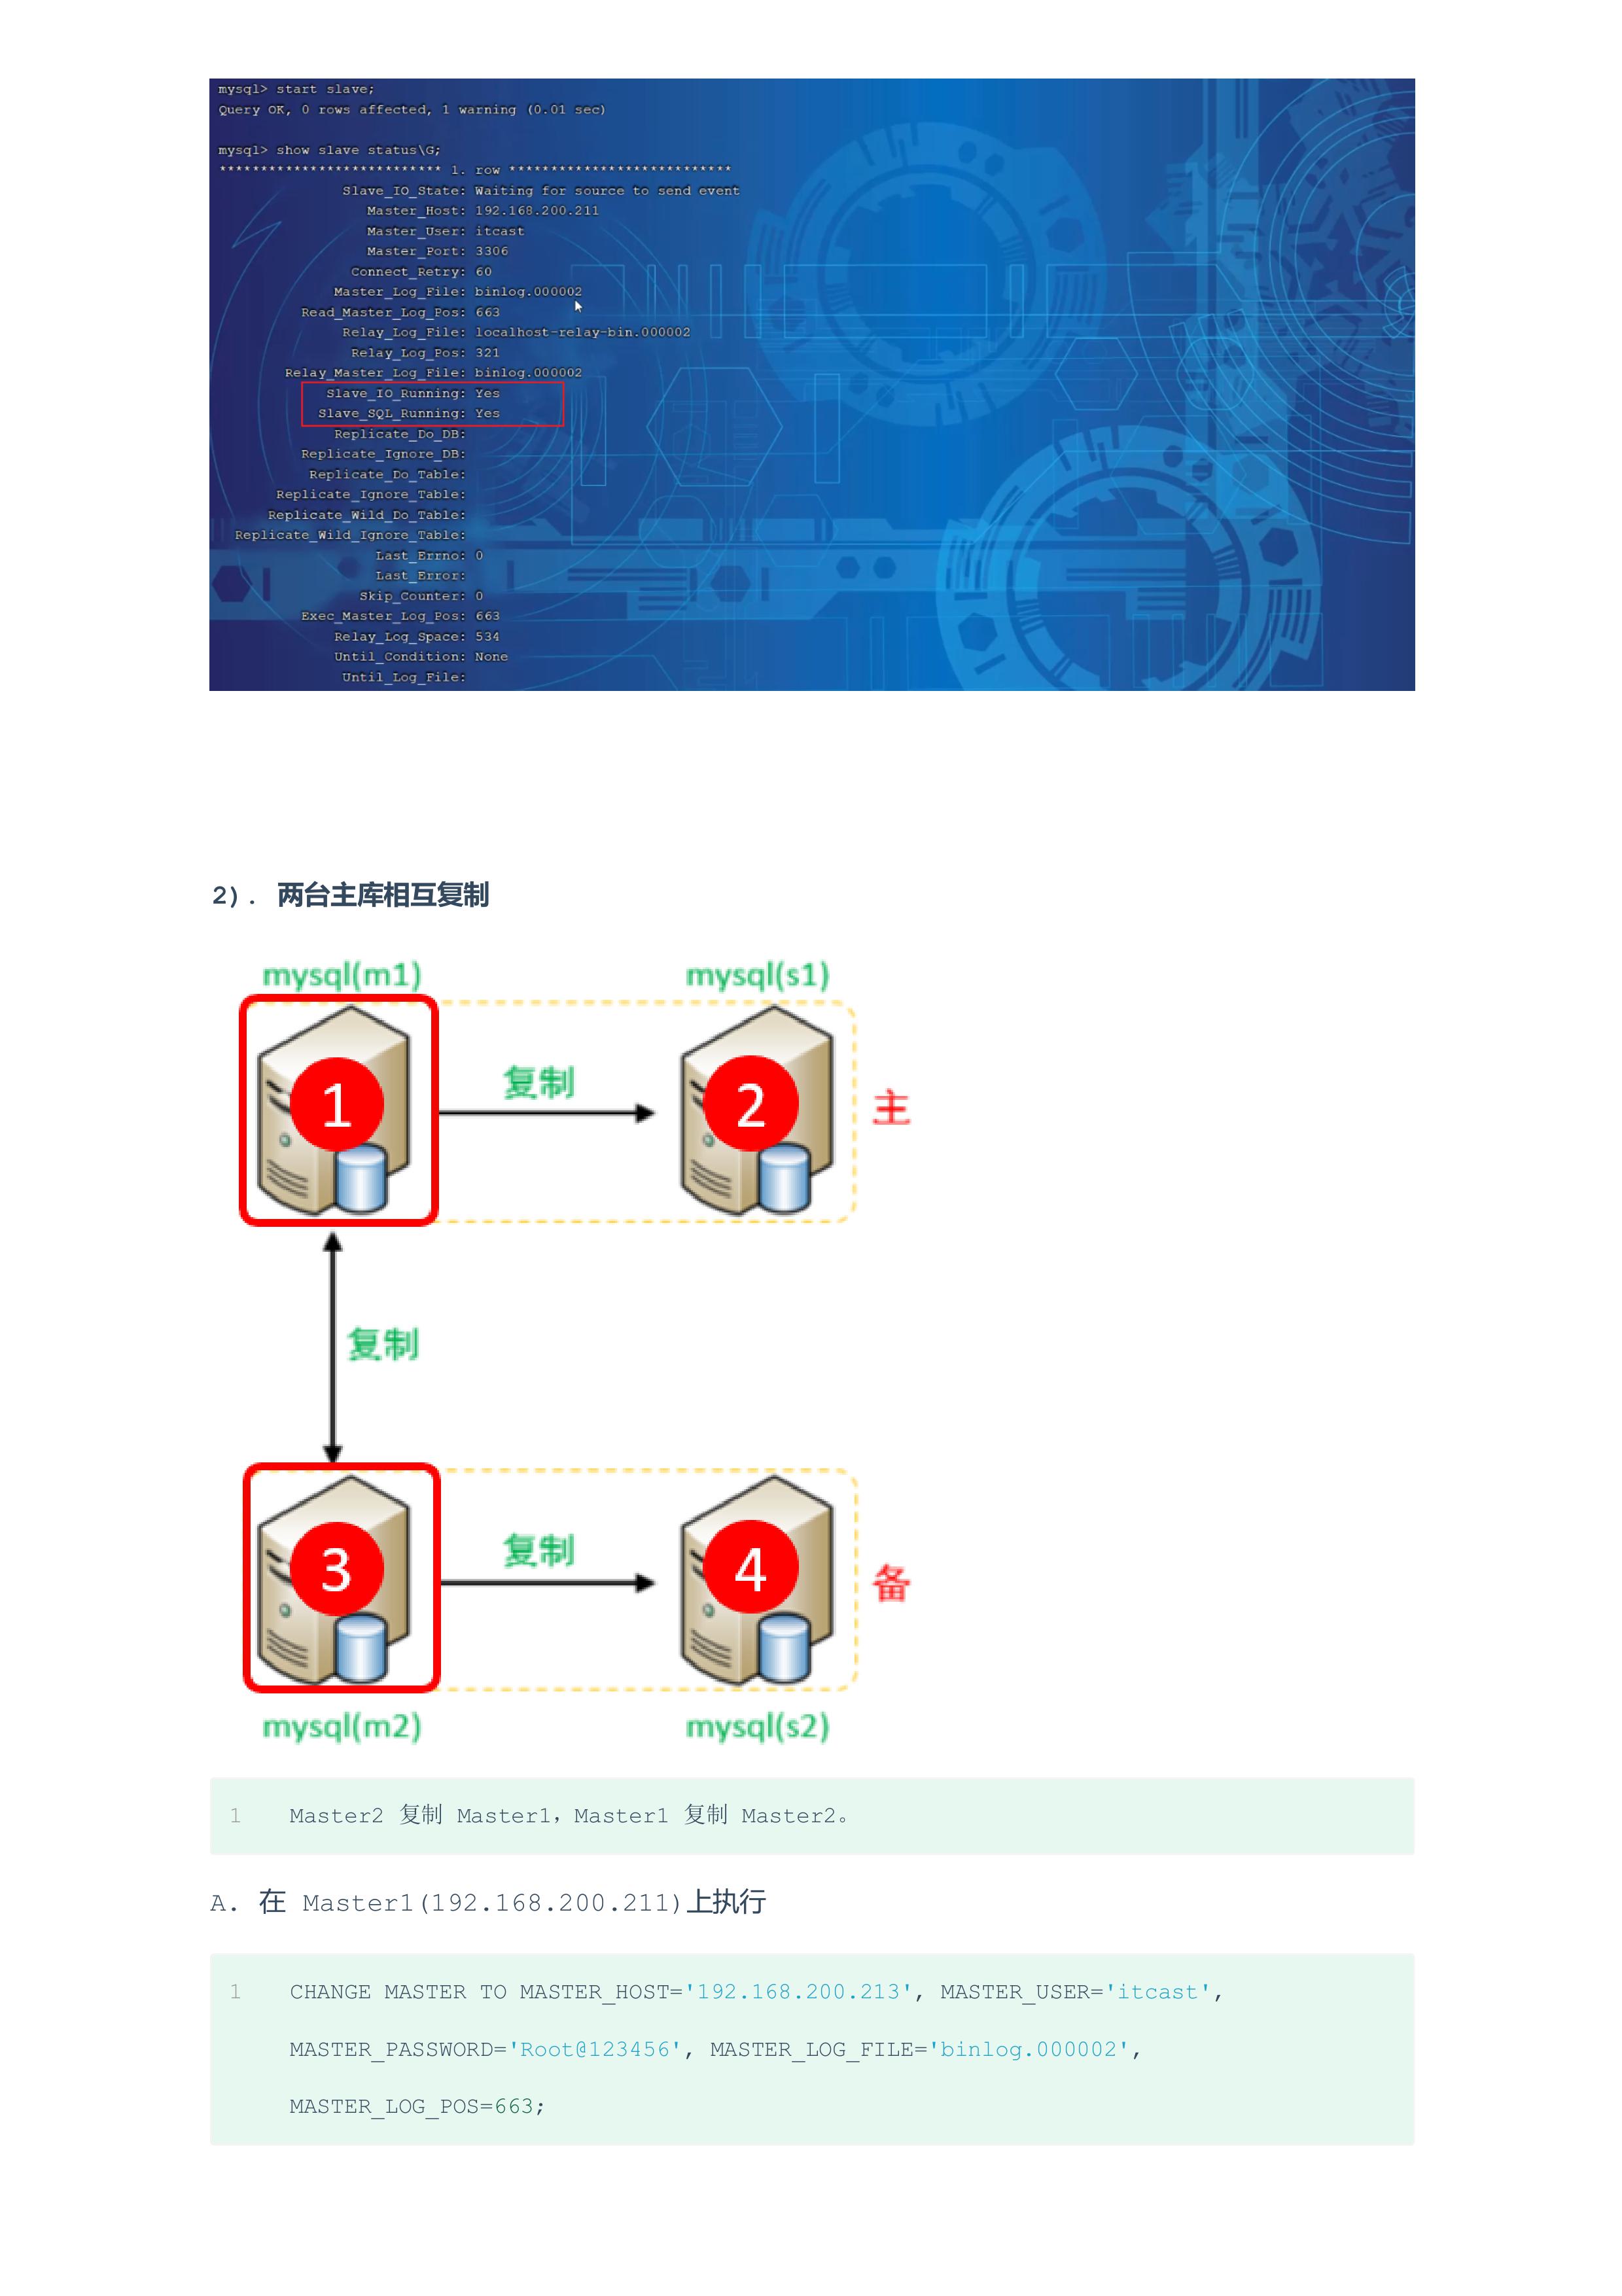 mysql> start slave;
Query OK, 0 rows affected, 1 warning (0.01 sec)
mysql> show slave status\G;
*************************** 1. row ***************************
Slave_IO_State: Waiting for source to send event
Master_Host: 192.168.200.211
Master_User: itcast
Master_Port: 3306
Connect_Retry: 60
Master_Log_File: binlog.000002
Read_Master_Log_Pos: 663
Relay_Log_File: localhost-relay-bin.000002
Relay_Log_Pos: 321
Relay_Master_Log_File: binlog.000002
Slave_IO_Running: Yes
Slave_SQL_Running: Yes
Replicate_Do_DB:
Replicate_Ignore_DB:
Replicate_Do_Table:
Replicate_Ignore_Table:
Replicate_Wild_Do_Table:
Replicate_Wild_Ignore_Table:
Last_Errno: 0
Last_Error:
Skip_Counter: 0
Exec_Master_Log_Pos: 663
Relay_Log_Space: 534
Until_Condition: None
Until_Log_File:
2). 两台主库相互复制
mysql(m1) mysql(s1)
1 复制 2 主
复制
3 复制 4 备
mysql(m2) mysql(s2)
1 Master2 复制 Master1，Master1 复制 Master2。
A. 在 Master1(192.168.200.211)上执行
1 CHANGE MASTER TO MASTER_HOST='192.168.200.213', MASTER_USER='itcast',
MASTER_PASSWORD='Root@123456', MASTER_LOG_FILE='binlog.000002',
MASTER_LOG_POS=663;